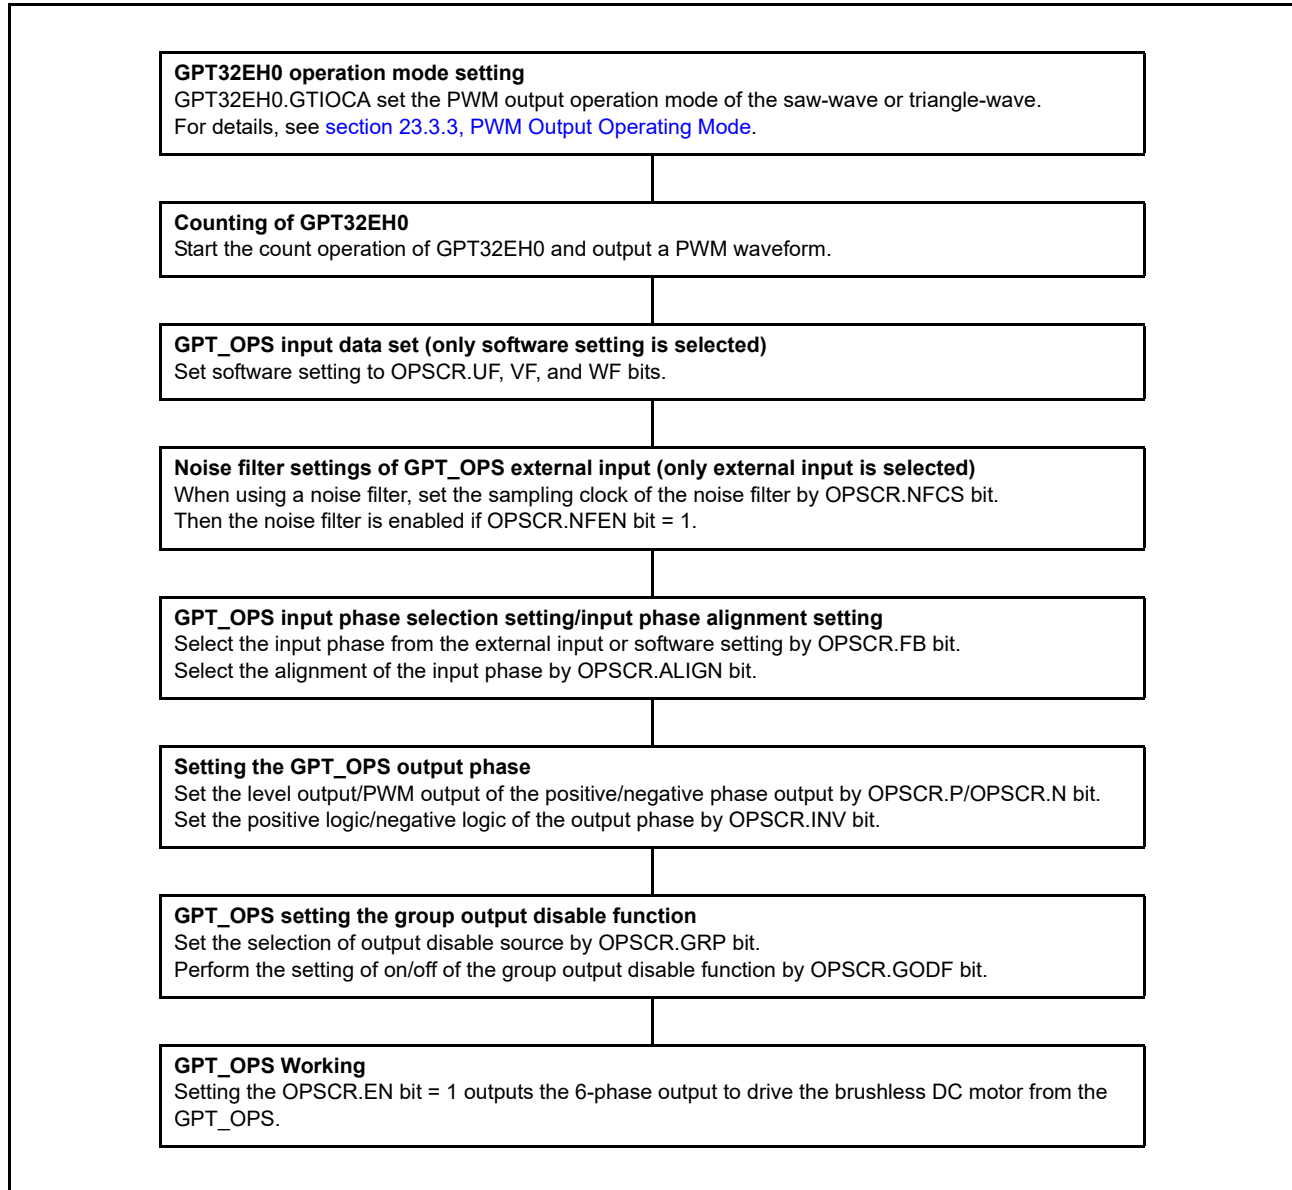 GPT32EH0 operation mode setting
GPT32EH0.GTIOCA set the PWM output operation mode of the saw-wave or triangle-wave.
For details, see section 23.3.3, PWM Output Operating Mode.
Counting of GPT32EH0
Start the count operation of GPT32EH0 and output a PWM waveform.
GPT_OPS input data set (only software setting is selected)
Set software setting to OPSCR.UF, VF, and WF bits.
Noise filter settings of GPT_OPS external input (only external input is selected)
When using a noise filter, set the sampling clock of the noise filter by OPSCR.NFCS bit.
Then the noise filter is enabled if OPSCR.NFEN bit = 1.
GPT_OPS input phase selection setting/input phase alignment setting
Select the input phase from the external input or software setting by OPSCR.FB bit.
Select the alignment of the input phase by OPSCR.ALIGN bit.
Setting the GPT_OPS output phase
Set the level output/PWM output of the positive/negative phase output by OPSCR.P/OPSCR.N bit.
Set the positive logic/negative logic of the output phase by OPSCR.INV bit.
GPT_OPS setting the group output disable function
Set the selection of output disable source by OPSCR.GRP bit.
Perform the setting of on/off of the group output disable function by OPSCR.GODF bit.
GPT_OPS Working
Setting the OPSCR.EN bit = 1 outputs the 6-phase output to drive the brushless DC motor from the
GPT_OPS.